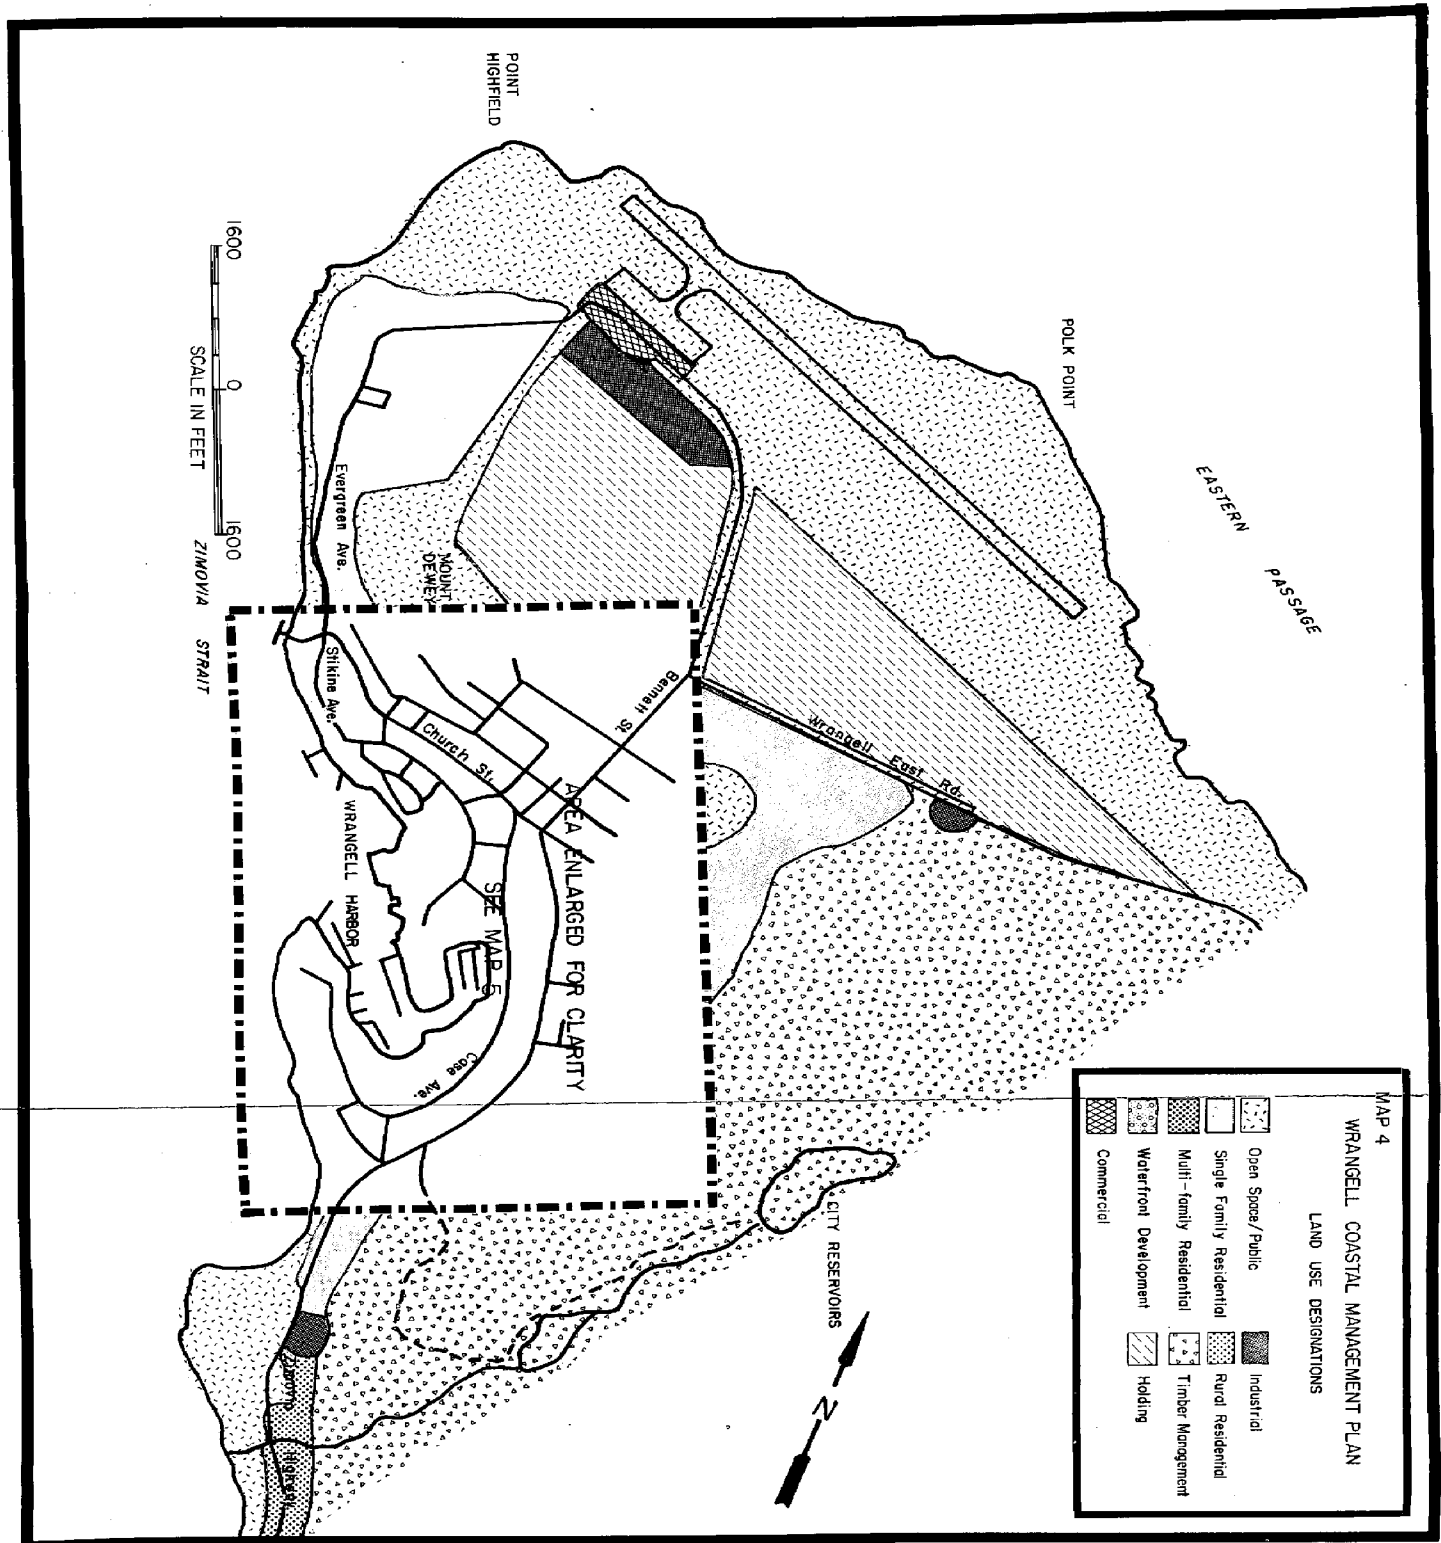 MAP 4
WRANGELL COASTAL MANAGEMENT PLAN
LAND USE DESIGNATIONS
Open Space/Public
Single Family Residential
Multi-family Residential
Waterfront Development
Commercial
Industrial
Rural Residential
Timber Management
Holding
EASTERN PASSAGE
POLK POINT
POINT
HIGHFIELD
1600 0 1600
SCALE IN FEET
ZIMOVIA STRAIT
Evergreen Ave.
MOUNT
DEWEY
Stikine Ave.
Church St.
Bennett St.
Wrangell East Rd.
AREA ENLARGED FOR CLARITY
SEE MAP 5
WRANGELL HARBOR
Case Ave.
CITY RESERVOIRS
N
Zimovia Highway